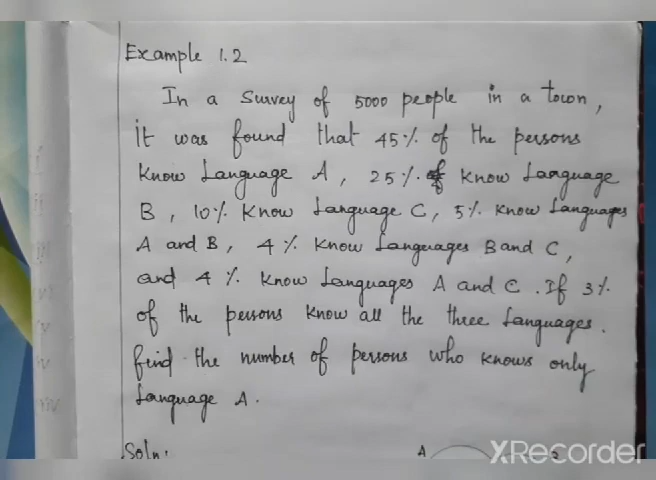 Example 1.2
In a survey of 5000 people in a town,
it was found that 45% of the persons
know Language A, 25% of know Language
B, 10% know Language C, 5% know Languages
A and B, 4% know Languages B and C,
and 4% know Languages A and C. If 3%
of the persons know all the three Languages.
find the number of persons who knows only
Language A.
Soln:
A
XRecorder